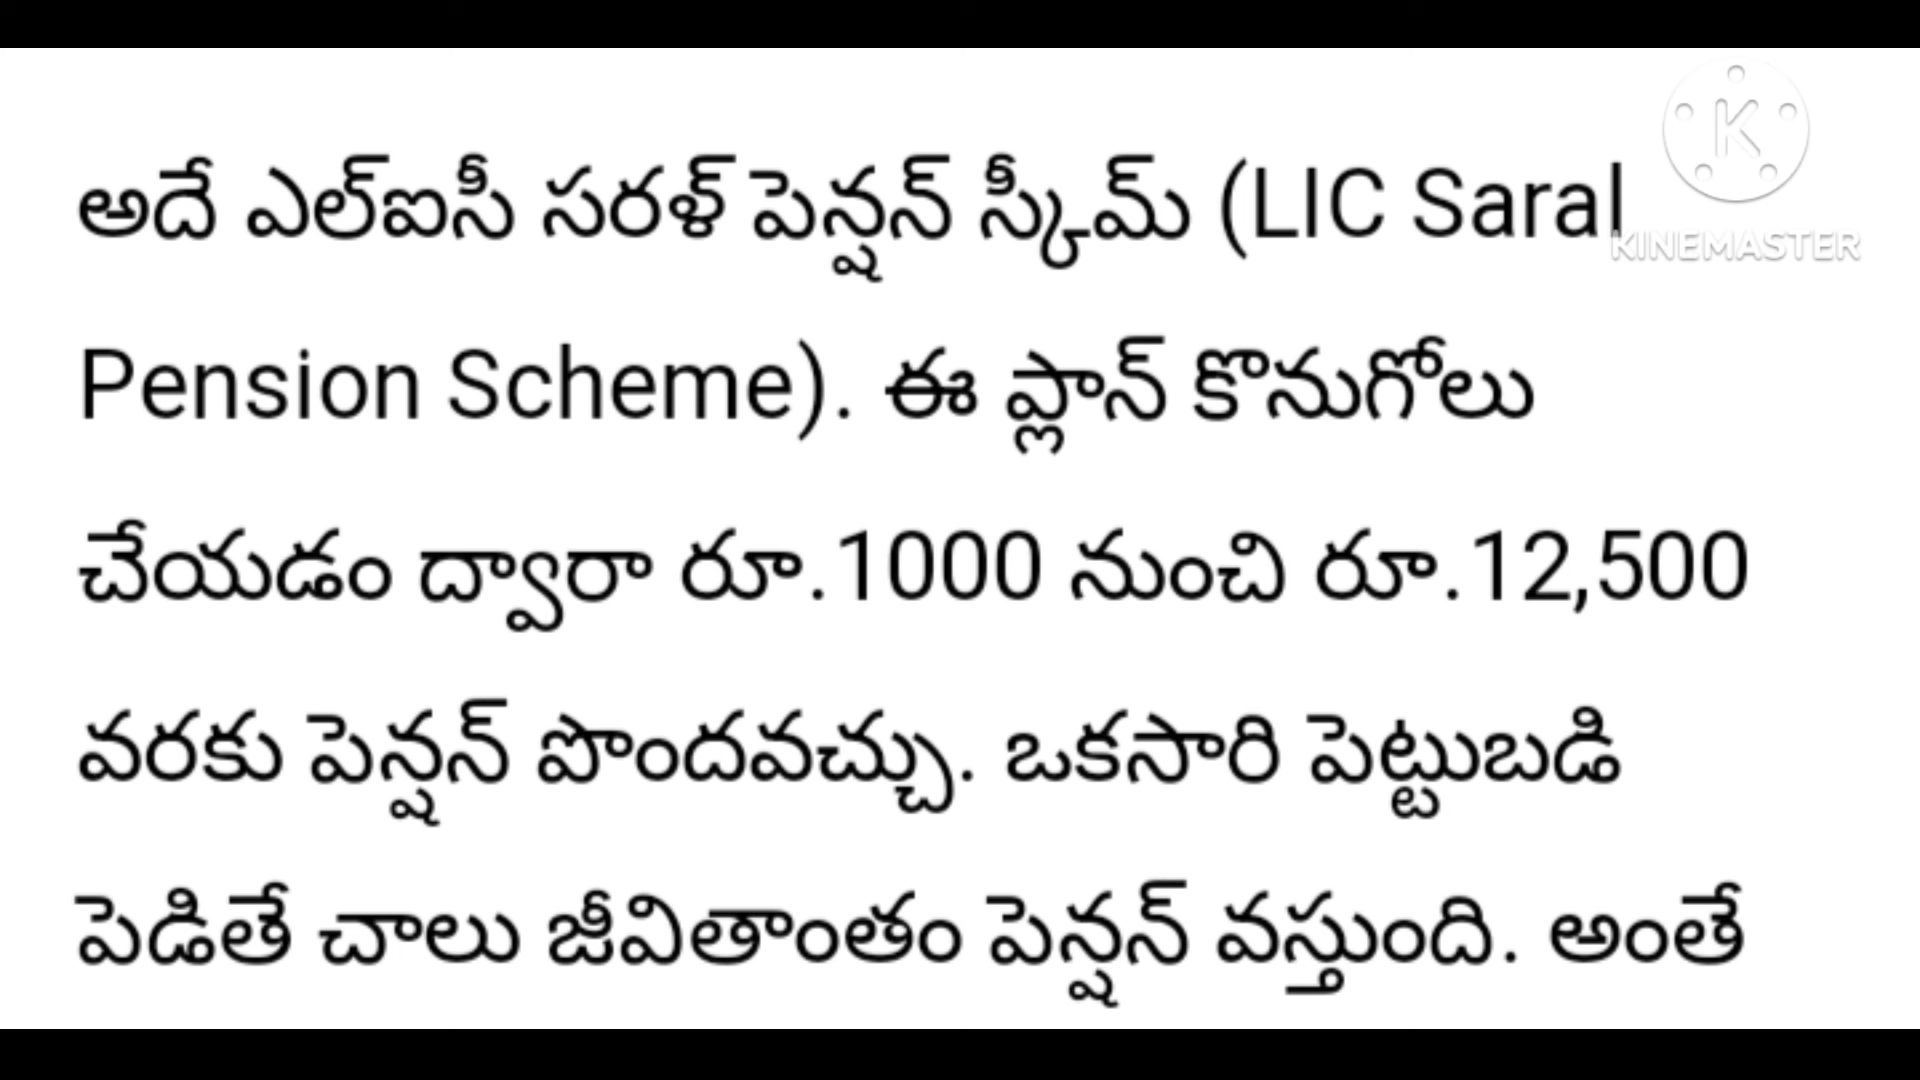 అదే ఎల్ఐసీ సరళ్ పెన్షన్ స్కీమ్ (LIC Saral
Pension Scheme). ఈ ప్లాన్ కొనుగోలు
చేయడం ద్వారా రూ.1000 నుంచి రూ.12,500
వరకు పెన్షన్ పొందవచ్చు. ఒకసారి పెట్టుబడి
పెడితే చాలు జీవితాంతం పెన్షన్ వస్తుంది. అంతే
K
KINEMASTER